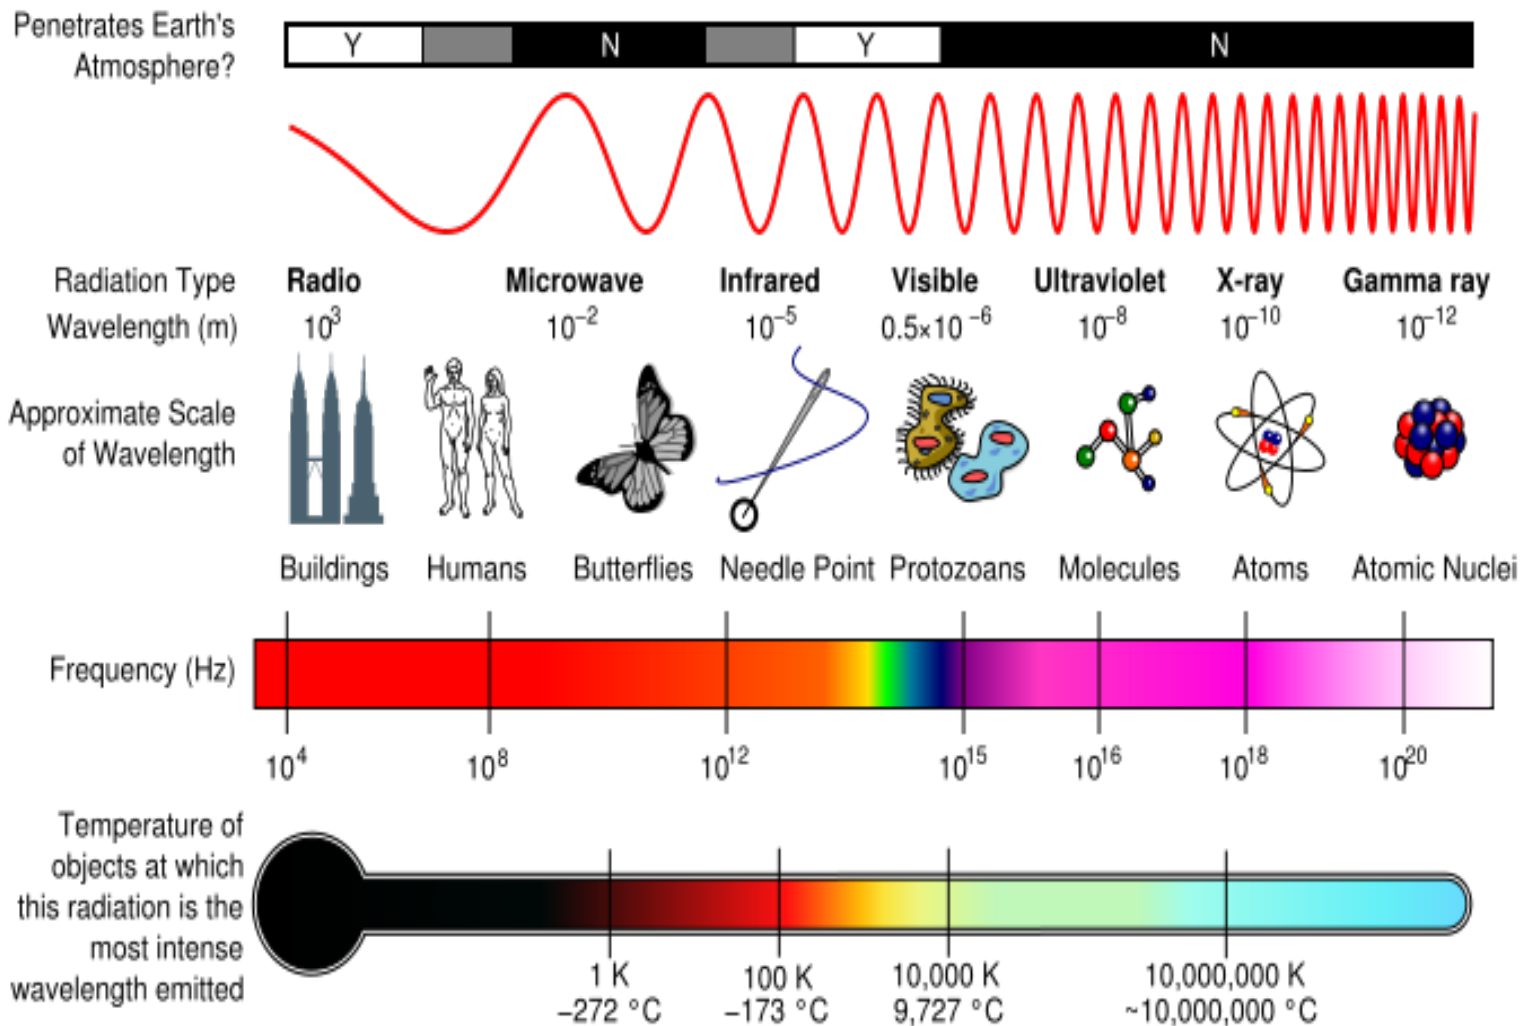 Penetrates Earth's
Atmosphere?
Y N Y N
Radiation Type Radio Microwave Infrared Visible Ultraviolet X-ray Gamma ray
Wavelength (m) 10³ 10⁻² 10⁻⁵ 0.5×10⁻⁶ 10⁻⁸ 10⁻¹⁰ 10⁻¹²
Approximate Scale
of Wavelength
Buildings Humans Butterflies Needle Point Protozoans Molecules Atoms Atomic Nuclei
Frequency (Hz)
10⁴ 10⁸ 10¹² 10¹⁵ 10¹⁶ 10¹⁸ 10²⁰
Temperature of
objects at which
this radiation is the
most intense
wavelength emitted
1 K 100 K 10,000 K 10,000,000 K
−272 °C −173 °C 9,727 °C ~10,000,000 °C